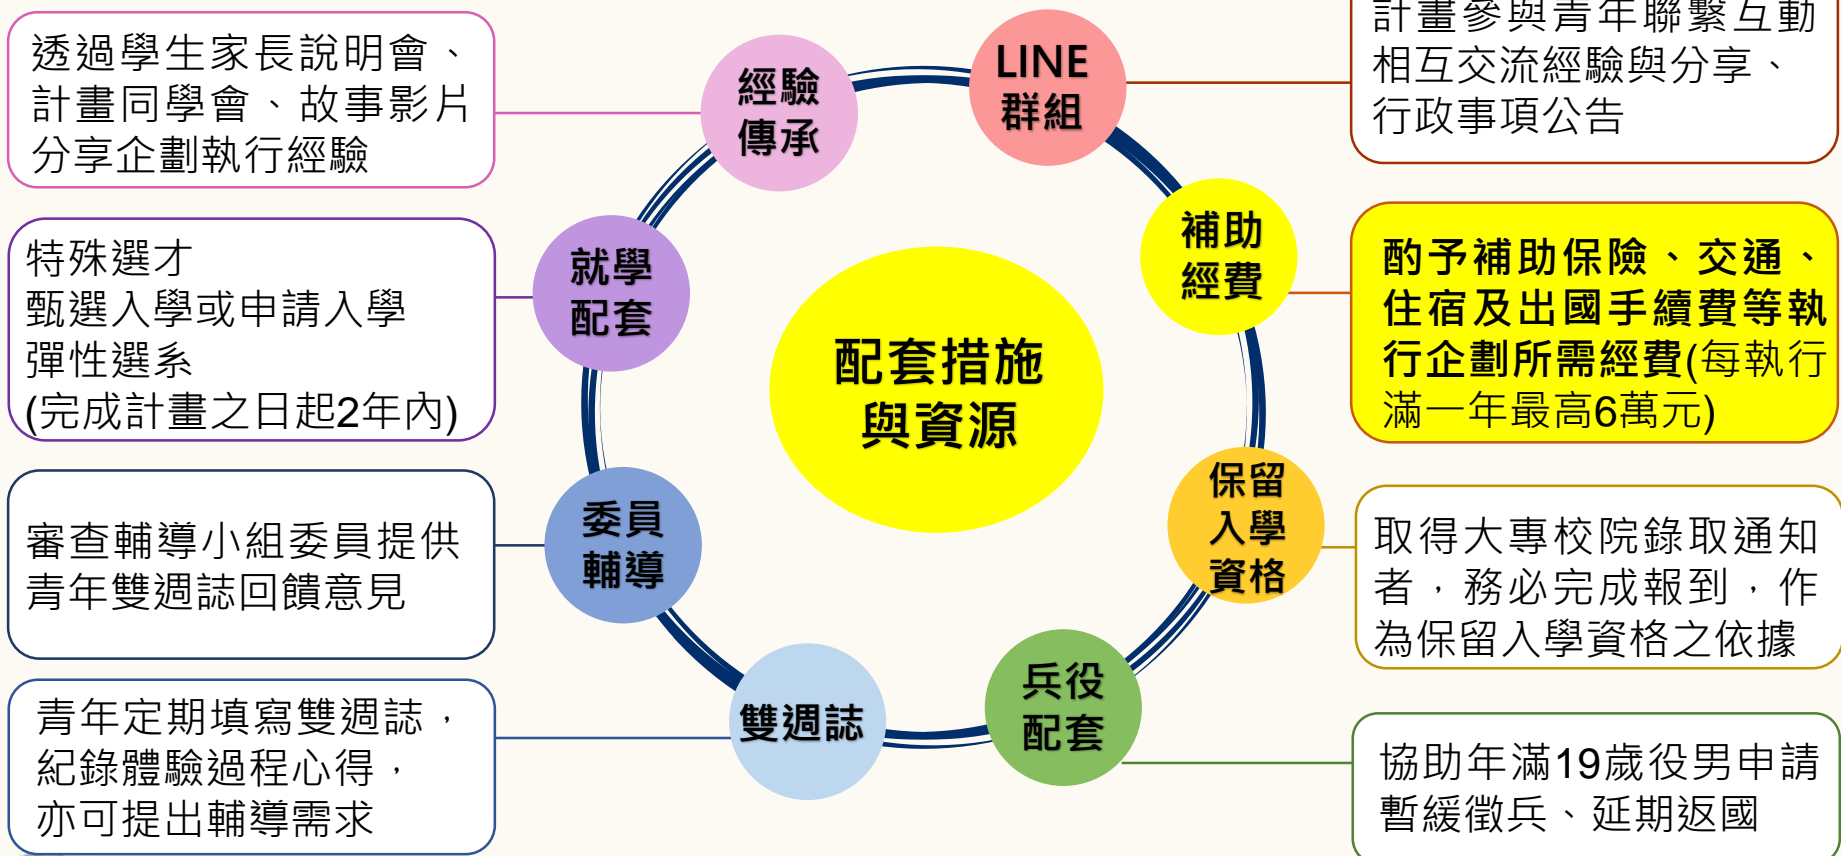 透過學生家長說明會、
計畫同學會、故事影片
分享企劃執行經驗
經驗
傳承
LINE
群組
計畫參與青年聯繫互動
相互交流經驗與分享、
行政事項公告
特殊選才
甄選入學或申請入學
彈性選系
(完成計畫之日起2年內)
就學
配套
補助
經費
酌予補助保險、交通、
住宿及出國手續費等執
行企劃所需經費(每執行
滿一年最高6萬元)
配套措施
與資源
審查輔導小組委員提供
青年雙週誌回饋意見
委員
輔導
保留
入學
資格
取得大專校院錄取通知
者，務必完成報到，作
為保留入學資格之依據
青年定期填寫雙週誌，
紀錄體驗過程心得，
亦可提出輔導需求
雙週誌
兵役
配套
協助年滿19歲役男申請
暫緩徵兵、延期返國